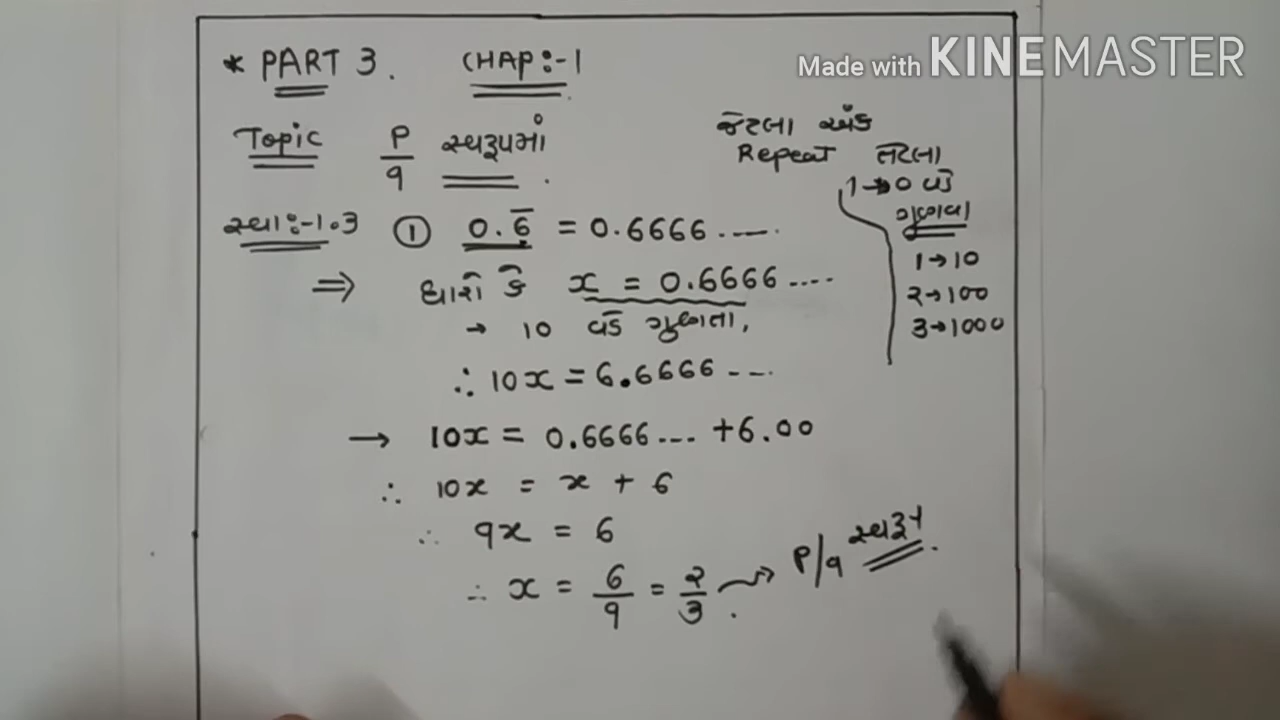 Made with KINEMASTER
* PART 3. CHAP:-1
Topic P/q સ્વરૂપમાં.
જેટલા અંક
Repeat તેટલા
1→0 વડે
ગુણવા
1→10
૨→100
3→1000
સ્વા:-1.3 ① 0.6̅ = 0.6666.....
⇒ ધારો કે x = 0.6666....
→ 10 વડે ગુણતા,
∴ 10x = 6.6666---
→ 10x = 0.6666... +6.00
∴ 10x = x + 6
∴ 9x = 6
∴ x = 6/9 = ૨/3. P/q સ્વરૂપ.